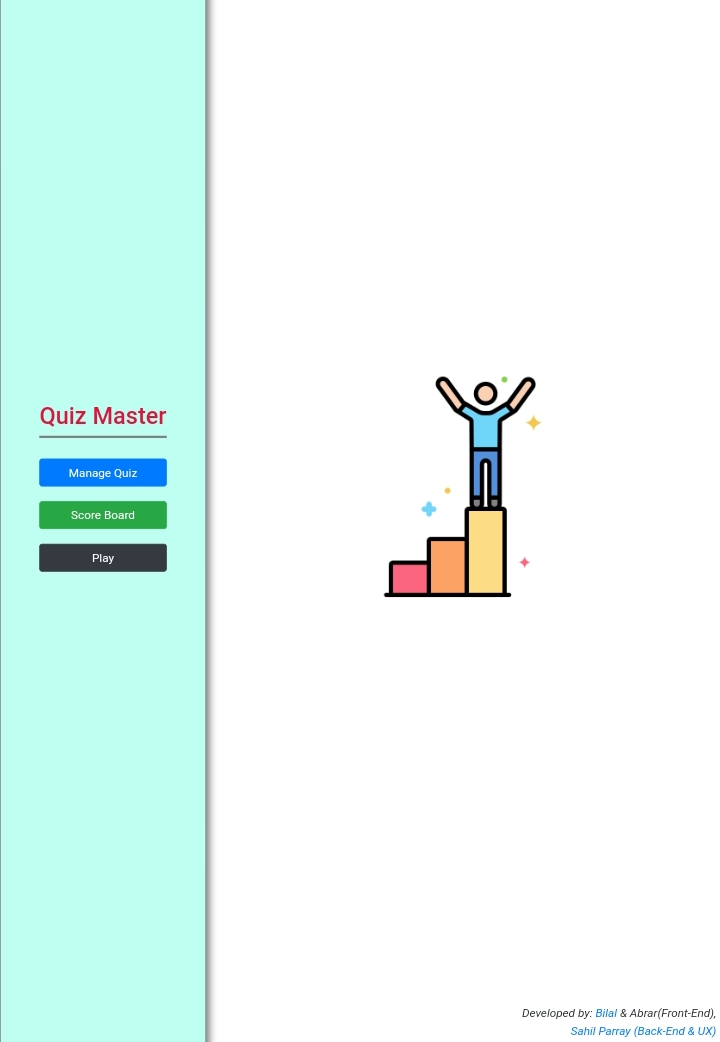 Quiz Master
Manage Quiz
Score Board
Play
Developed by: Bilal & Abrar(Front-End),
Sahil Parray (Back-End & UX)